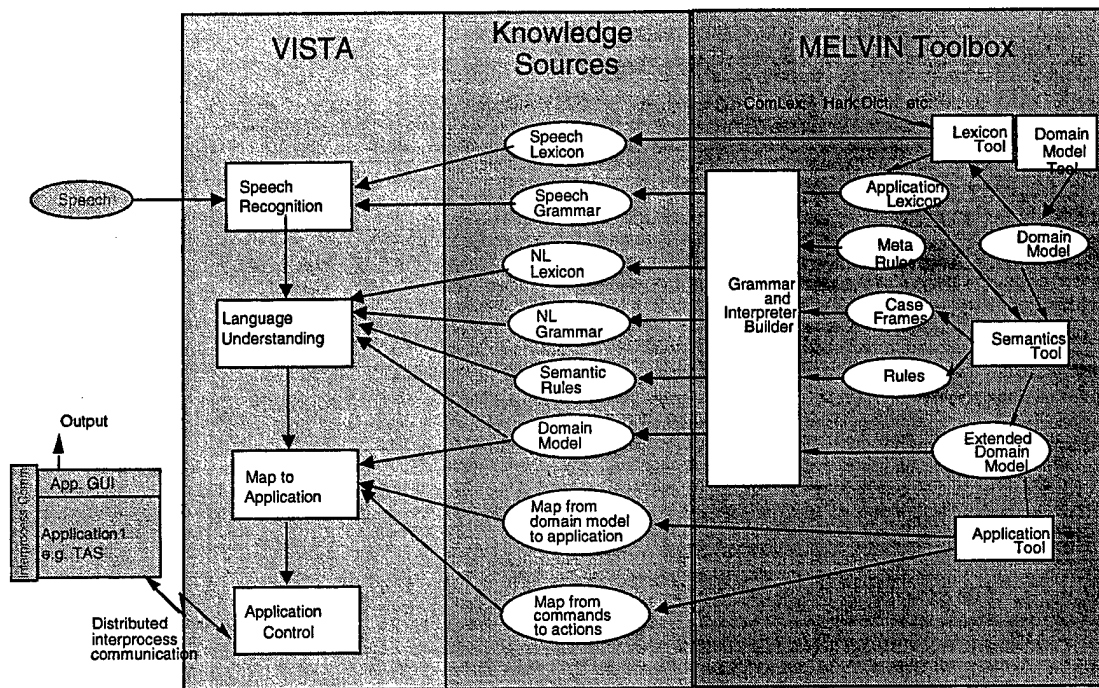 VISTA
Knowledge
Sources
MELVIN Toolbox
ComLex Hark Dict etc.
Speech
Lexicon
Lexicon
Tool
Domain
Model Tool
Speech
Speech
Recognition
Speech
Grammar
Application
Lexicon
Meta
Rules
Domain
Model
NL
Lexicon
Grammar
and
Interpreter
Builder
Language
Understanding
NL
Grammar
Case
Frames
Semantics
Tool
Semantic
Rules
Rules
Output
Domain
Model
Extended
Domain
Model
Interprocess Comm
App. GUI
Application 1
e.g. TAS
Map to
Application
Map from
domain model
to application
Application
Tool
Distributed
interprocess
communication
Application
Control
Map from
commands
to actions